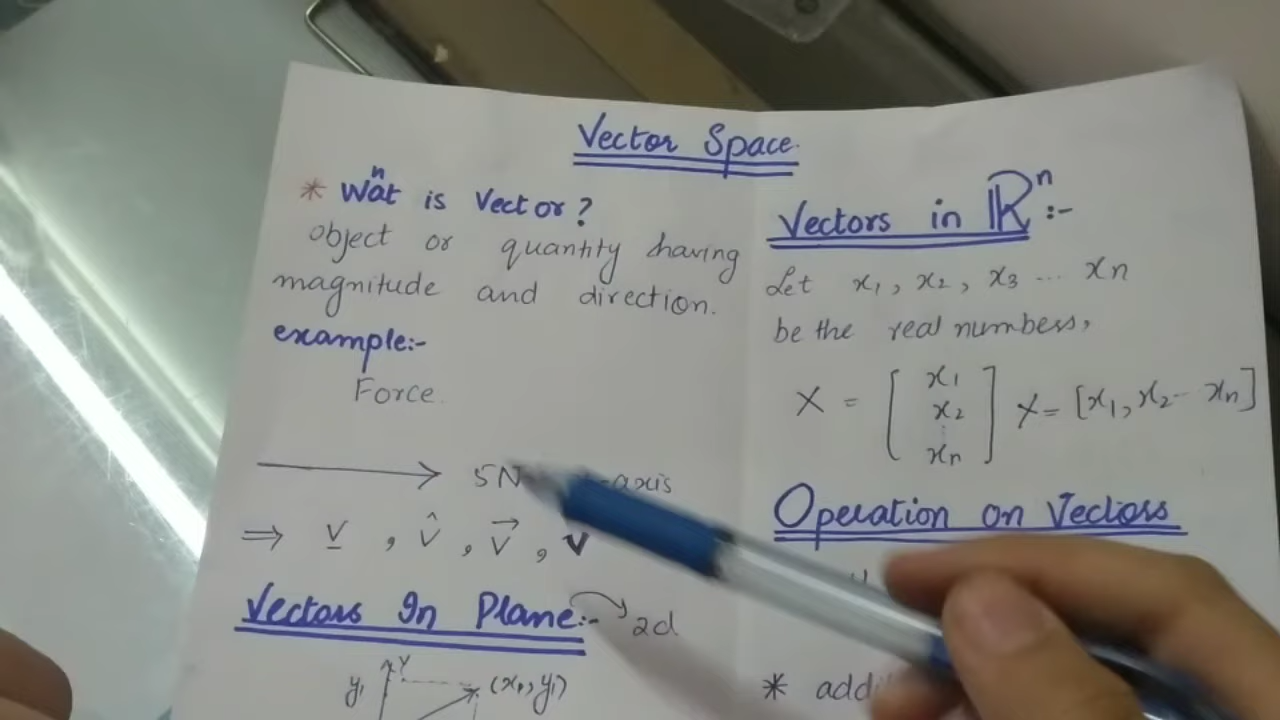 Vector Space
* Wat is Vector?
h
object or quantity having
magnitude and direction.
example:-
Force.
5N -axis
⇒ v , v̂ , v⃗ , v
Vectors In Plane:- 2d
y₁ Y (x₁, y₁)
Vectors in ℝⁿ :-
Let x₁, x₂, x₃ ... xₙ
be the real numbers,
X = [x₁ x₂ ⋮ xₙ] X = [x₁, x₂ -- xₙ]
Operation on Vectors
*